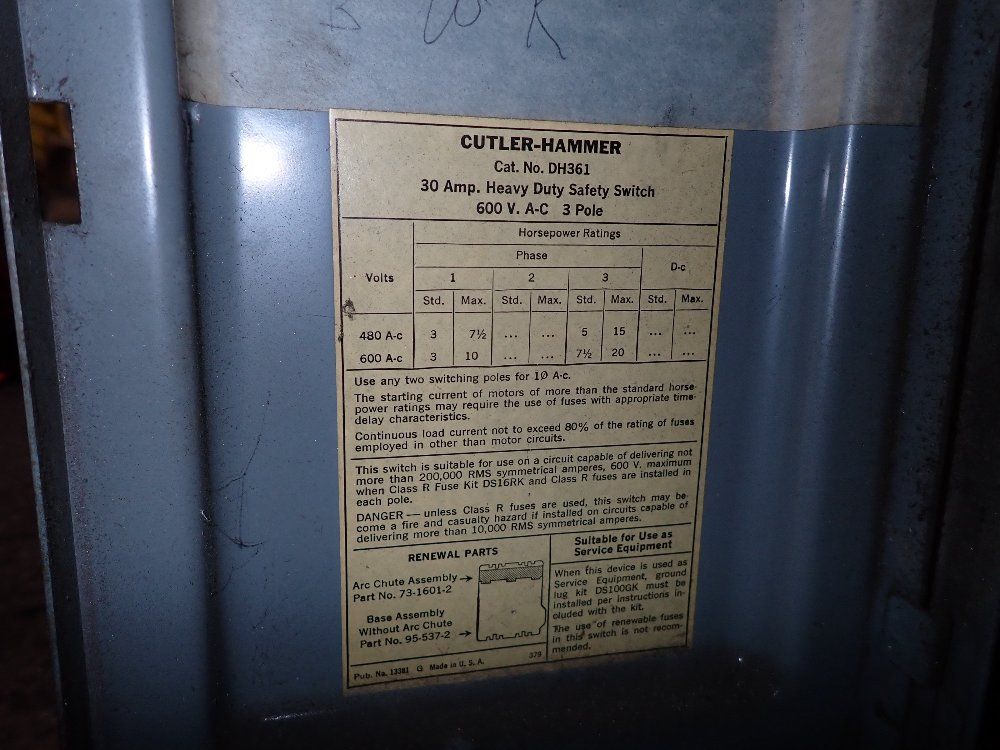 CUTLER-HAMMER
Cat. No. DH361
30 Amp. Heavy Duty Safety Switch
600 V. A-C 3 Pole
Horsepower Ratings
Volts Phase D-c
1 2 3
Std. Max. Std. Max. Std. Max. Std. Max.
480 A-c 3 7½ ... ... 5 15 ... ...
600 A-c 3 10 ... ... 7½ 20 ... ...
Use any two switching poles for 1Ø A-c.
The starting current of motors of more than the standard horse-
power ratings may require the use of fuses with appropriate time-
delay characteristics.
Continuous load current not to exceed 80% of the rating of fuses
employed in other than motor circuits.
This switch is suitable for use on a circuit capable of delivering not
more than 200,000 RMS symmetrical amperes, 600 V. maximum
when Class R Fuse Kit DS16RK and Class R fuses are installed in
each pole.
DANGER — unless Class R fuses are used, this switch may be-
come a fire and casualty hazard if installed on circuits capable of
delivering more than 10,000 RMS symmetrical amperes.
RENEWAL PARTS
Arc Chute Assembly
Part No. 73-1601-2
Base Assembly
Without Arc Chute
Part No. 95-537-2
Pub. No. 13381 G Made in U. S. A. 379
Suitable for Use as
Service Equipment
When this device is used as
Service Equipment, ground
lug kit DS100GK must be
installed per instructions in-
cluded with the kit.
The use of renewable fuses
in this switch is not recom-
mended.